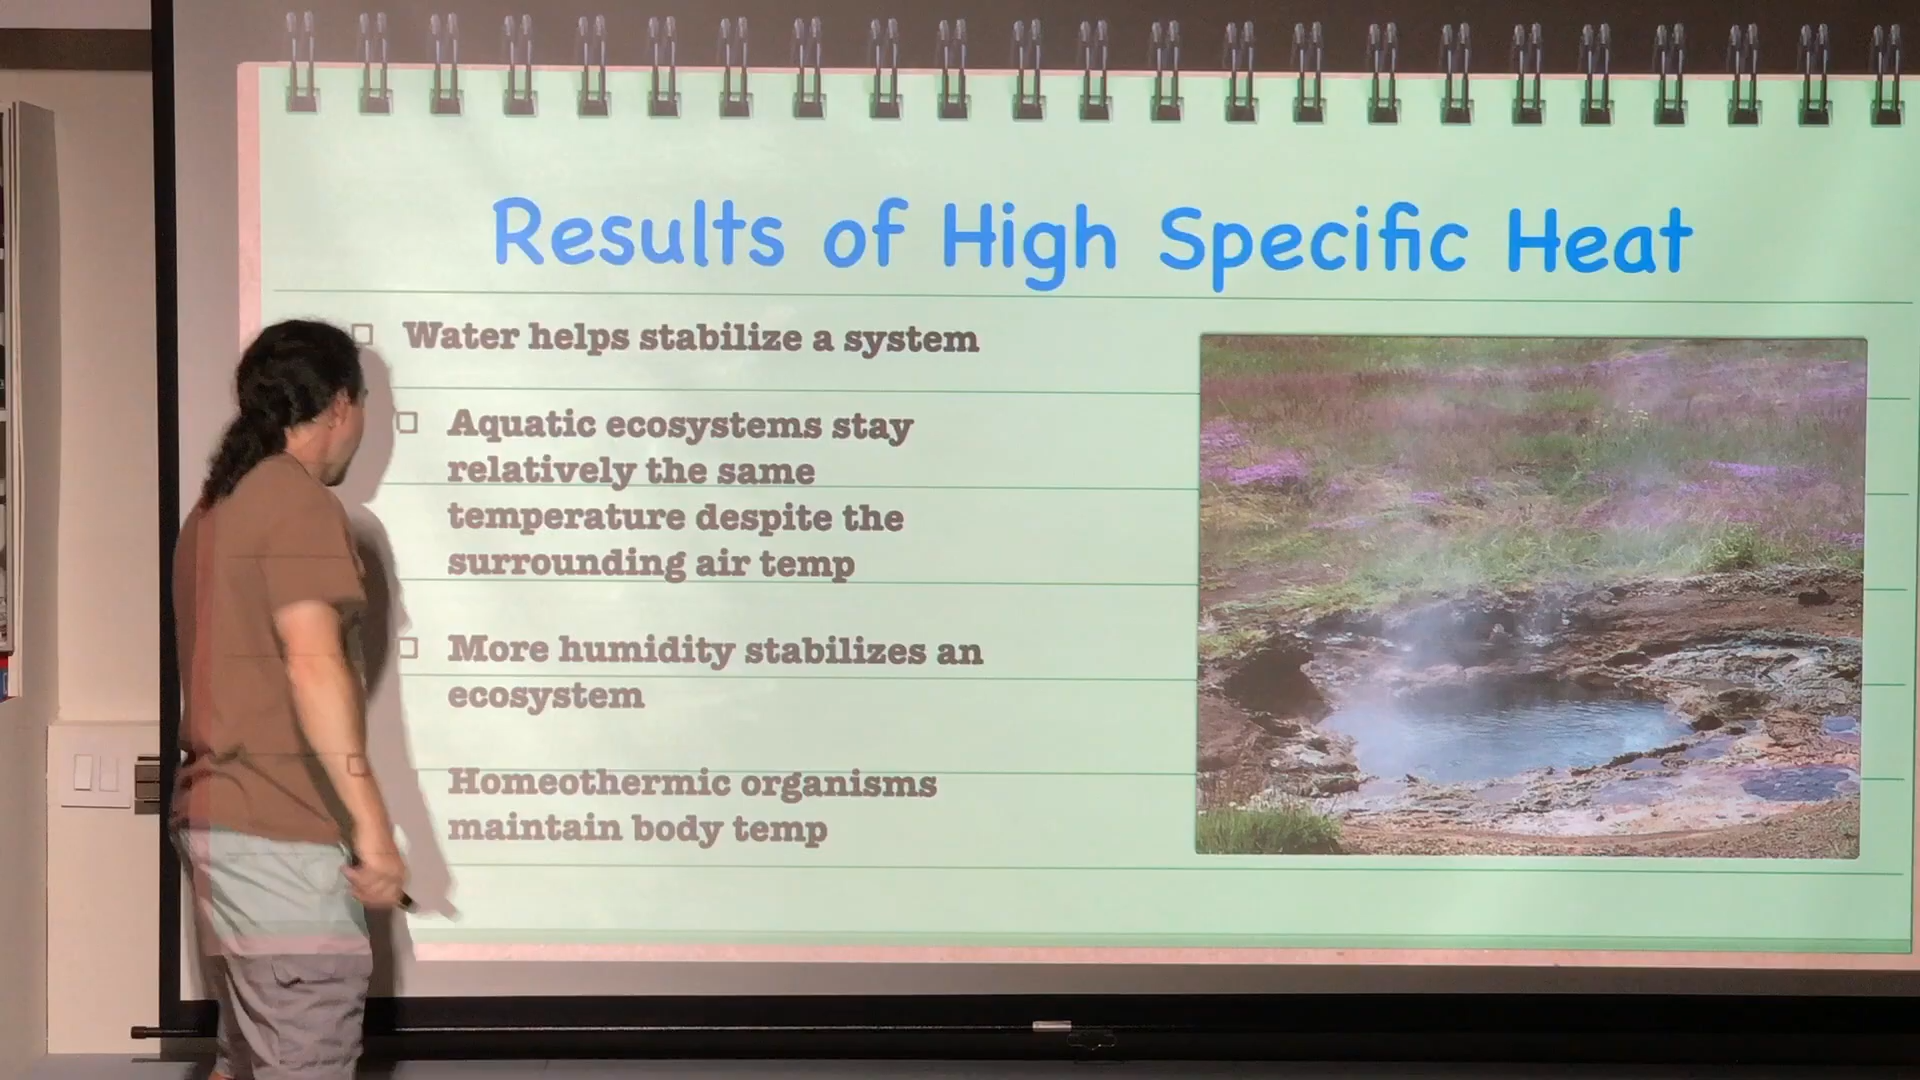 Results of High Specific Heat
Water helps stabilize a system
Aquatic ecosystems stay
relatively the same
temperature despite the
surrounding air temp
More humidity stabilizes an
ecosystem
Homeothermic organisms
maintain body temp